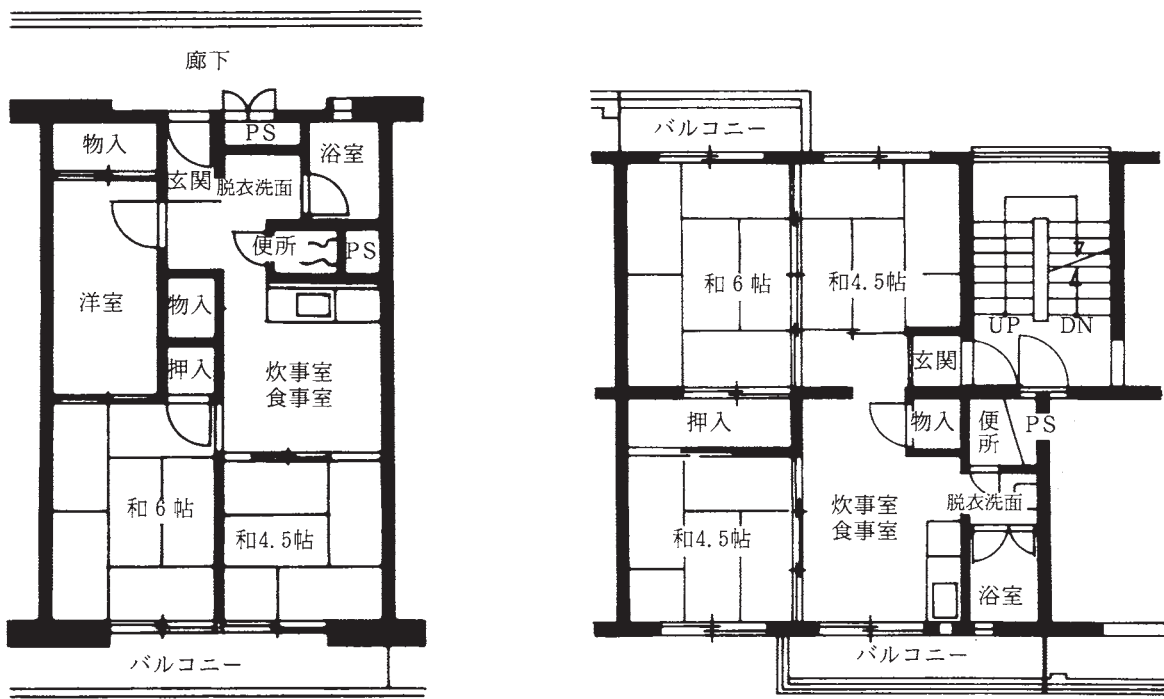 廊下
物入
PS
浴室
玄関
脱衣洗面
便所
PS
洋室
物入
押入
炊事室
食事室
和6帖
和4.5帖
バルコニー
バルコニー
和6帖
和4.5帖
UP
DN
玄関
押入
物入
便所
PS
和4.5帖
炊事室
食事室
脱衣洗面
浴室
バルコニー